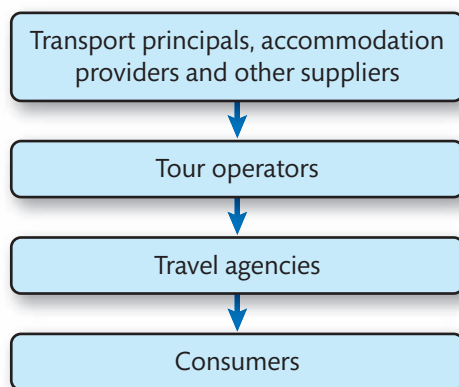 Transport principals, accommodation
providers and other suppliers
Tour operators
Travel agencies
Consumers